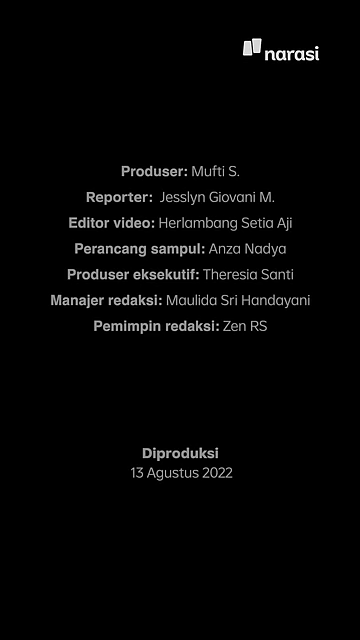 narasi
Produser: Mufti S.
Reporter: Jesslyn Giovani M.
Editor video: Herlambang Setia Aji
Perancang sampul: Anza Nadya
Produser eksekutif: Theresia Santi
Manajer redaksi: Maulida Sri Handayani
Pemimpin redaksi: Zen RS
Diproduksi
13 Agustus 2022